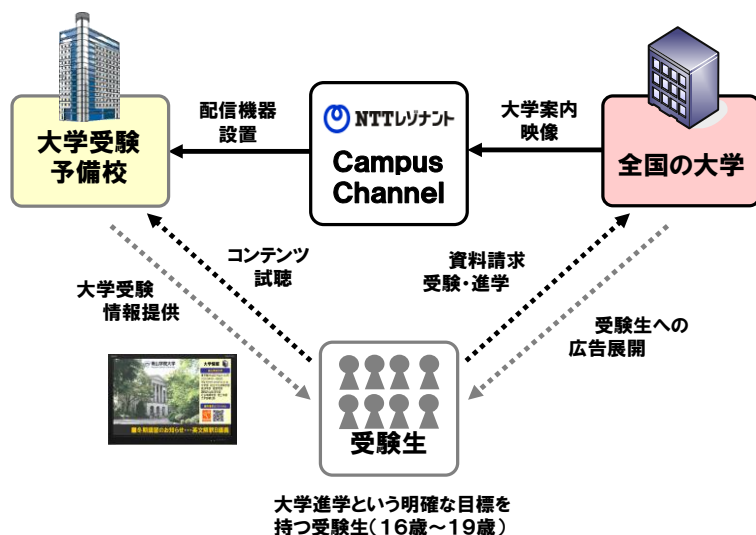 配信機器
設置
大学案内
映像
大学受験
予備校
NTTレゾナント
Campus
Channel
全国の大学
コンテンツ
試聴
資料請求
受験・進学
大学受験
情報提供
受験生への
広告展開
受験生
大学進学という明確な目標を
持つ受験生(16歳～19歳)